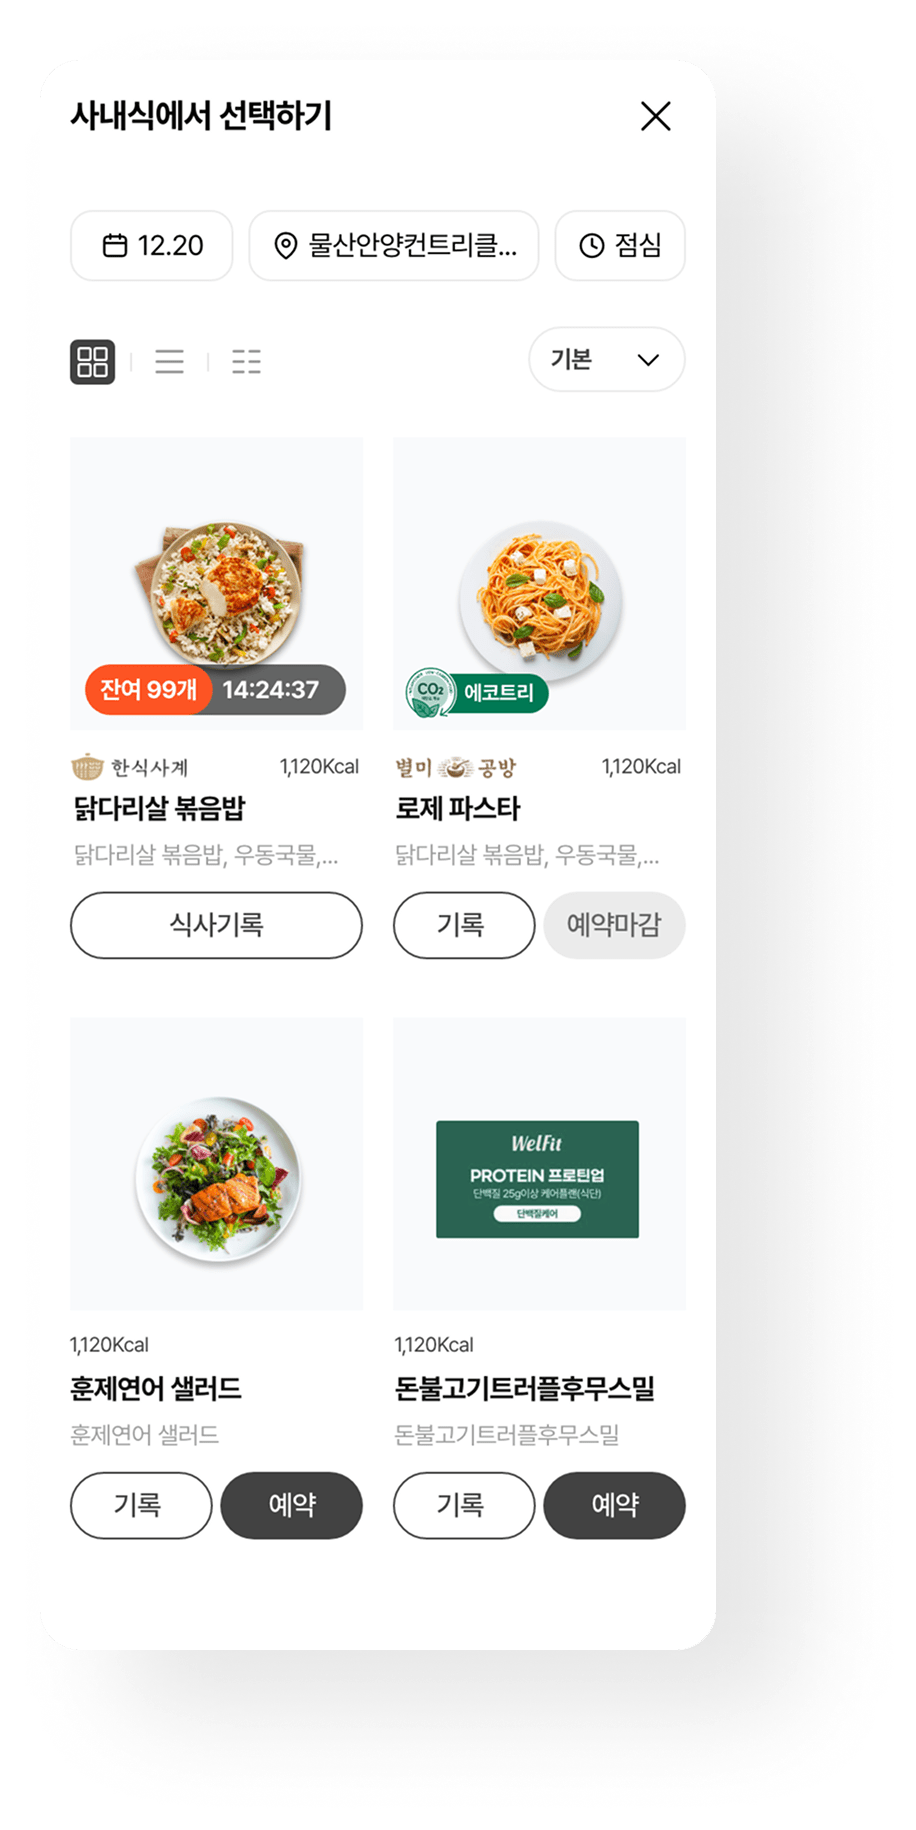 사내식에서 선택하기
12.20 물산안양컨트리클... 점심
기본
잔여 99개 14:24:37
CO₂ 에코트리
한식사계 1,120Kcal
별미 공방 1,120Kcal
닭다리살 볶음밥
로제 파스타
닭다리살 볶음밥, 우동국물,...
닭다리살 볶음밥, 우동국물,...
식사기록
기록 예약마감
WelFit
PROTEIN 프로틴업
단백질 25g이상 케어플랜(식단)
단백질케어
1,120Kcal
1,120Kcal
훈제연어 샐러드
돈불고기트러플후무스밀
훈제연어 샐러드
돈불고기트러플후무스밀
기록 예약
기록 예약